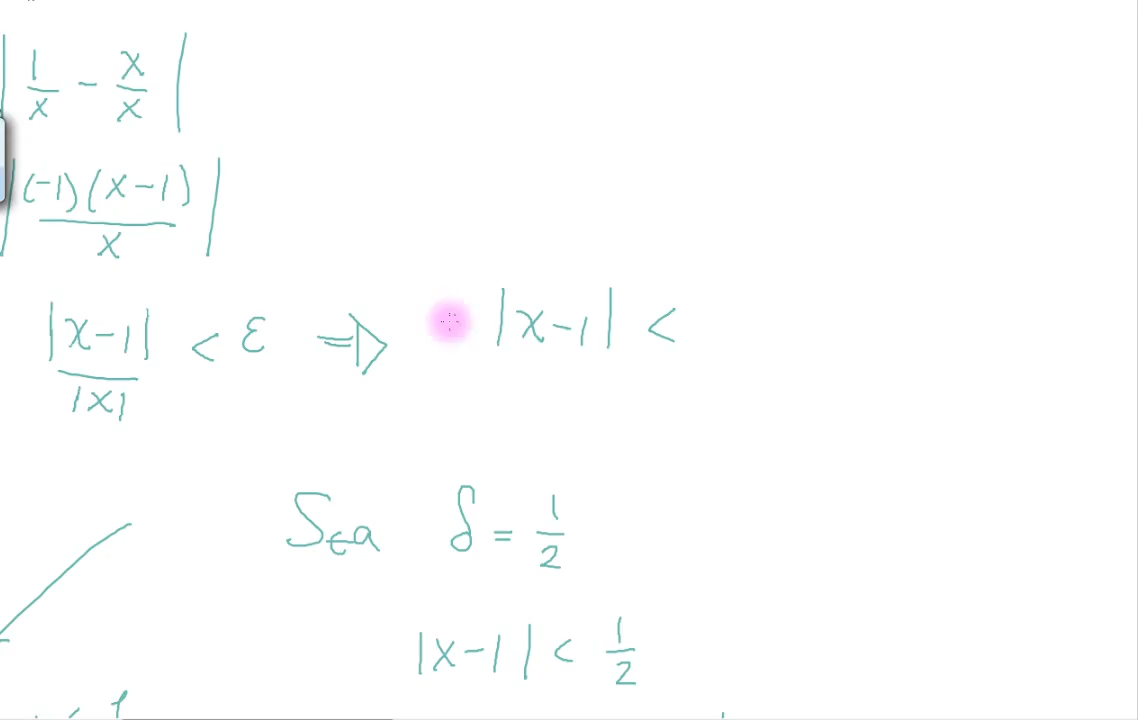 | 1/x - x/x |
| (-1)(x-1) / x |
|x-1| / |x| < ε ⇒ |x-1| <
Sea δ = 1/2
|x-1| < 1/2